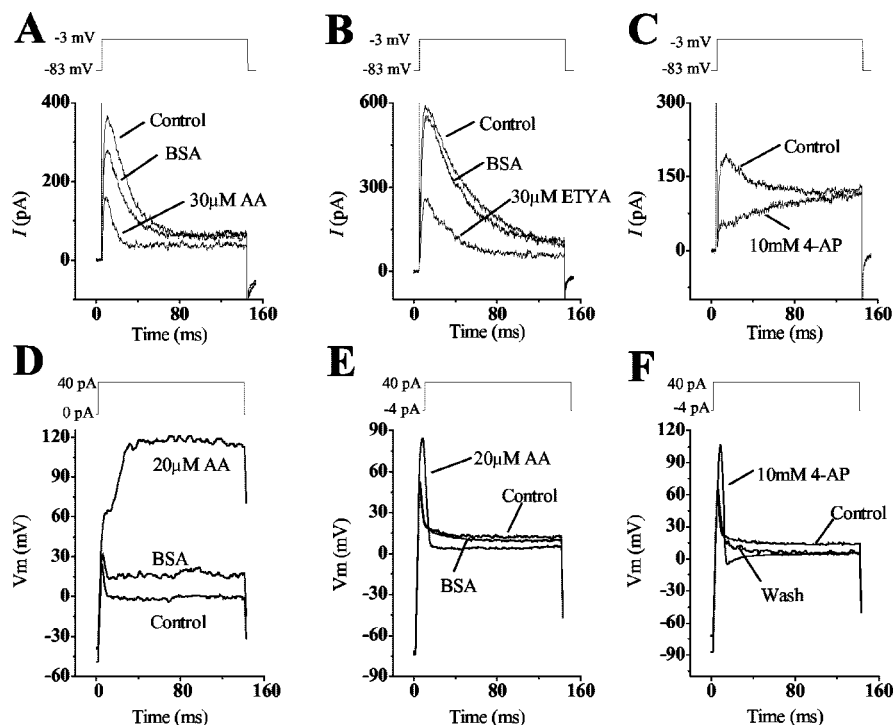 A
-3 mV
-83 mV
400
300
200
100
0
I (pA)
Control
BSA
30µM AA
0 80 160
Time (ms)
B
-3 mV
-83 mV
600
300
0
I (pA)
Control
BSA
30µM ETYA
0 80 160
Time (ms)
C
-3 mV
-83 mV
300
150
0
I (pA)
Control
10mM 4-AP
0 80 160
Time (ms)
D
40 pA
0 pA
120
90
60
30
0
-30
-60
Vm (mV)
20µM AA
BSA
Control
0 80 160
Time (ms)
E
40 pA
-4 pA
90
60
30
0
-30
-60
-90
Vm (mV)
20µM AA
Control
BSA
0 80 160
Time (ms)
F
40 pA
-4 pA
120
90
60
30
0
-30
-60
-90
Vm (mV)
10mM 4-AP
Control
Wash
0 80 160
Time (ms)